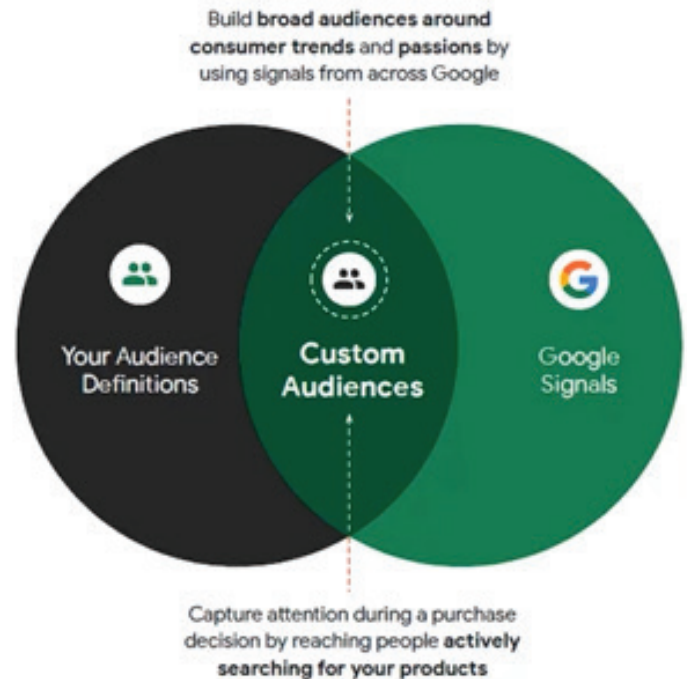 Build broad audiences around
consumer trends and passions by
using signals from across Google
Your Audience
Definitions
Custom
Audiences
Google
Signals
Capture attention during a purchase
decision by reaching people actively
searching for your products